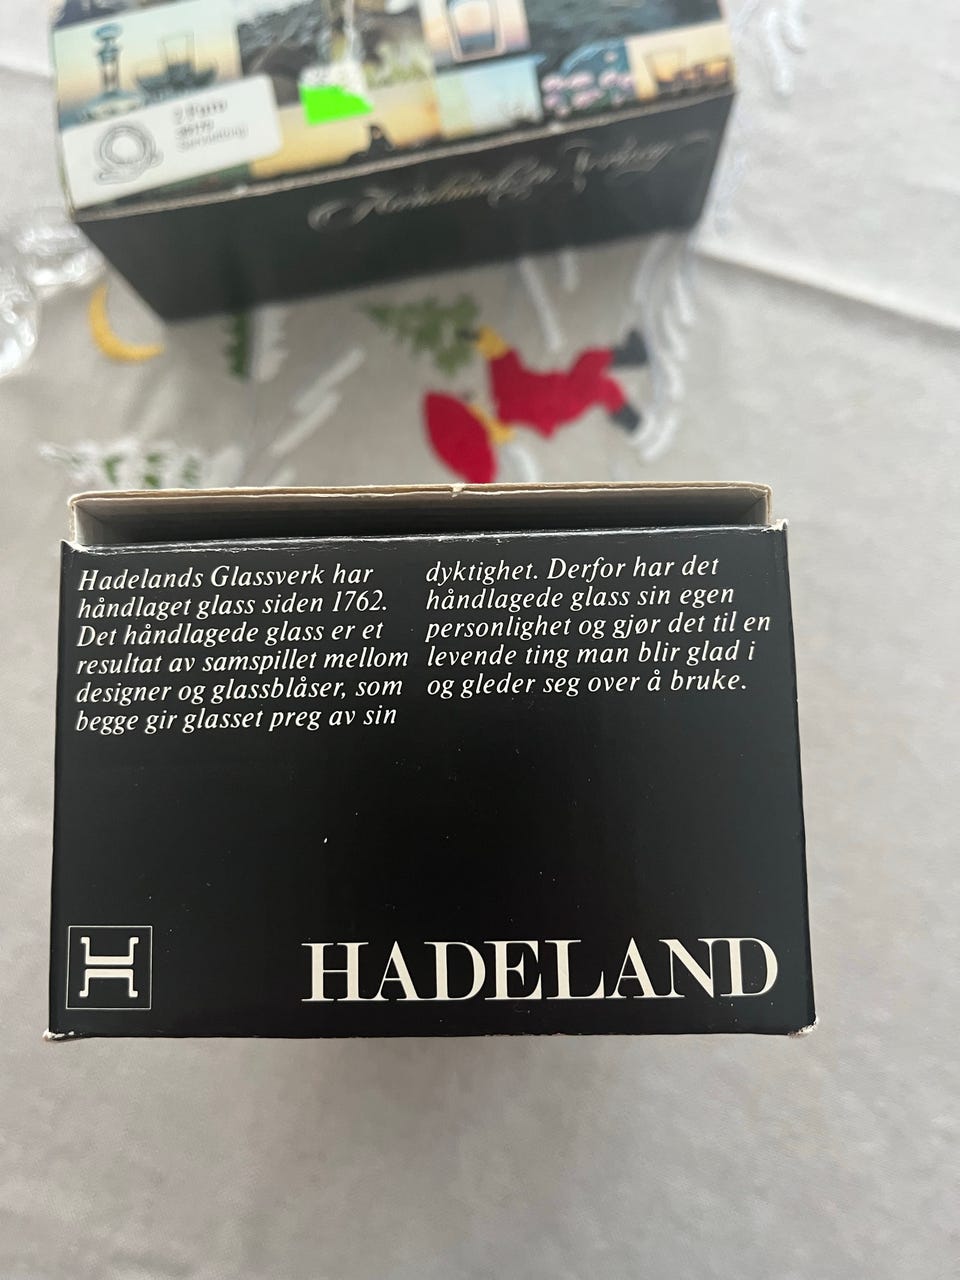 2 Furu
Hadelands Glassverk har
håndlaget glass siden 1762.
Det håndlagede glass er et
resultat av samspillet mellom
designer og glassblåser, som
begge gir glasset preg av sin
dyktighet. Derfor har det
håndlagede glass sin egen
personlighet og gjør det til en
levende ting man blir glad i
og gleder seg over å bruke.
H
HADELAND